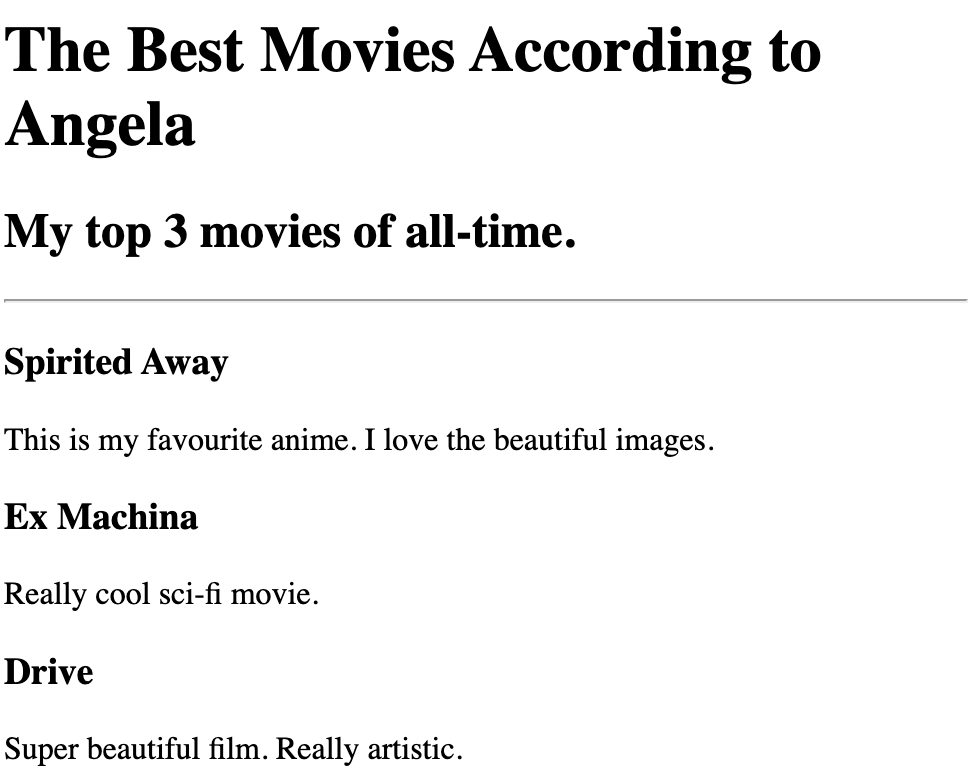 The Best Movies According to
Angela
My top 3 movies of all-time.
Spirited Away
This is my favourite anime. I love the beautiful images.
Ex Machina
Really cool sci-fi movie.
Drive
Super beautiful film. Really artistic.